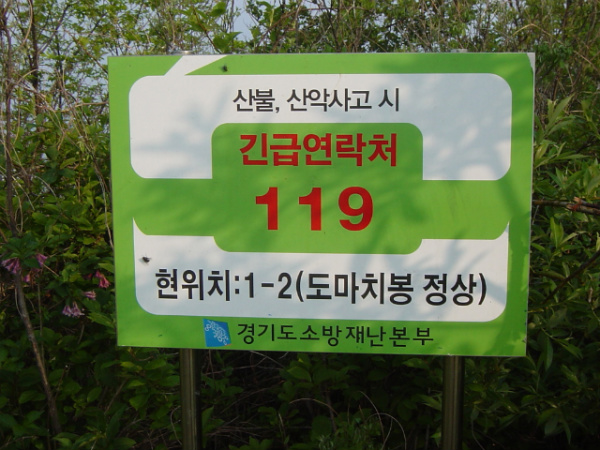 산불, 산악사고 시
긴급연락처
119
현위치:1-2(도마치봉 정상)
경기도소방재난본부